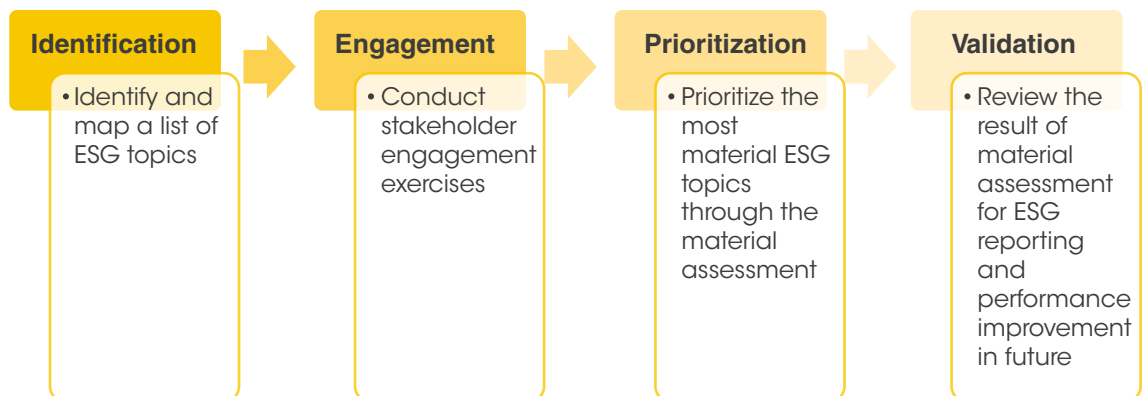 Identification
• Identify and
map a list of
ESG topics
Engagement
• Conduct
stakeholder
engagement
exercises
Prioritization
• Prioritize the
most
material ESG
topics
through the
material
assessment
Validation
• Review the
result of
material
assessment
for ESG
reporting
and
performance
improvement
in future